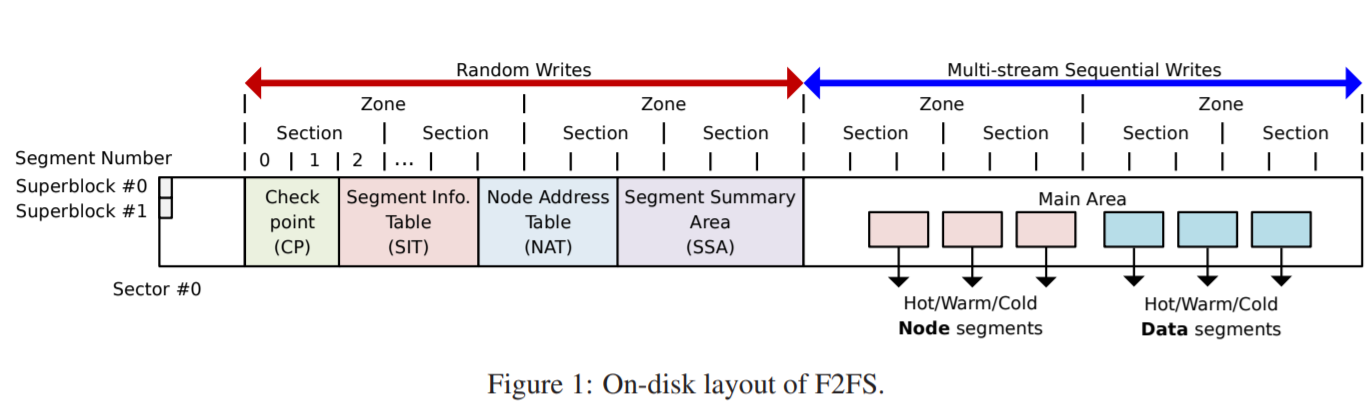 Random Writes
Multi-stream Sequential Writes
Zone Zone Zone Zone
Section Section Section Section Section Section Section Section
Segment Number 0 1 2 ...
Superblock #0
Superblock #1
Check
point
(CP)
Segment Info.
Table
(SIT)
Node Address
Table
(NAT)
Segment Summary
Area
(SSA)
Main Area
Sector #0
Hot/Warm/Cold
Node segments
Hot/Warm/Cold
Data segments
Figure 1: On-disk layout of F2FS.